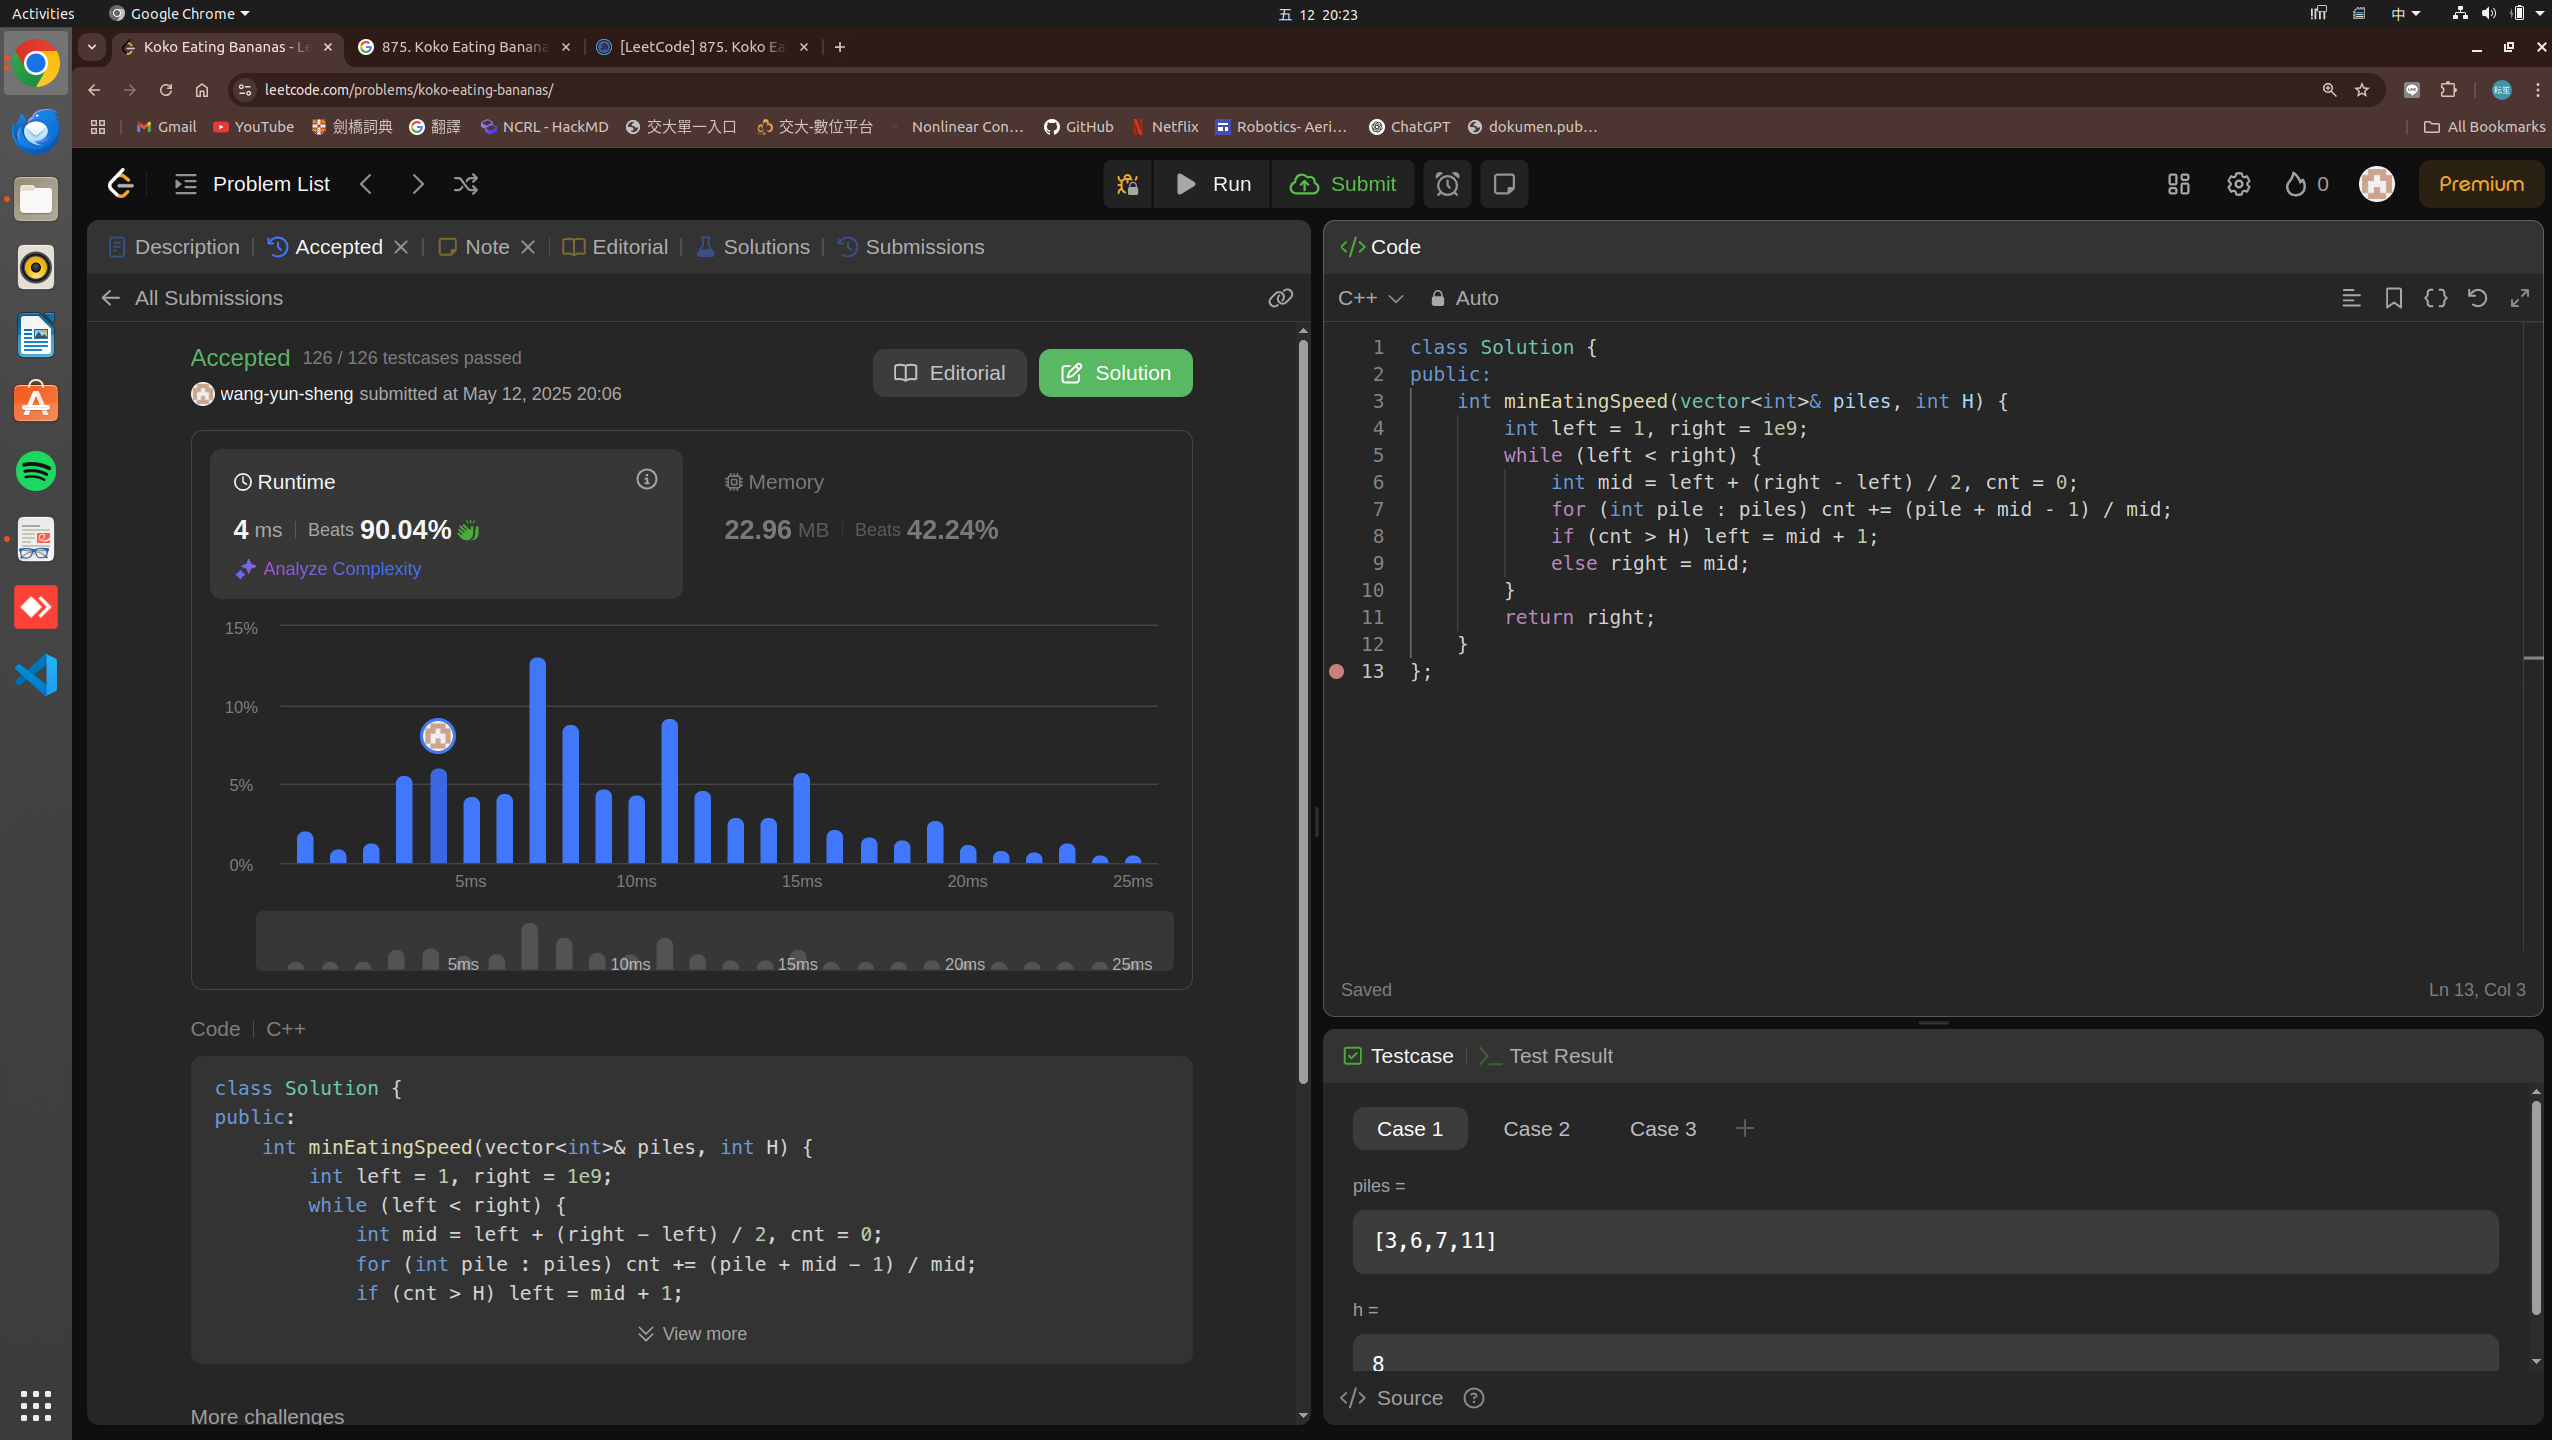 Activities
Google Chrome
五 12 20:23
中
Koko Eating Bananas - Le
875. Koko Eating Banana
[LeetCode] 875. Koko Ea
leetcode.com/problems/koko-eating-bananas/
Gmail
YouTube
劍橋詞典
翻譯
NCRL - HackMD
交大單一入口
交大-數位平台
Nonlinear Con...
GitHub
Netflix
Robotics- Aeri...
ChatGPT
dokumen.pub...
All Bookmarks
Problem List
Run
Submit
0
Premium
Description
Accepted
Note
Editorial
Solutions
Submissions
All Submissions
Accepted 126 / 126 testcases passed
wang-yun-sheng submitted at May 12, 2025 20:06
Editorial
Solution
Runtime
4 ms | Beats 90.04%
Analyze Complexity
Memory
22.96 MB | Beats 42.24%
15%
10%
5%
0%
5ms 10ms 15ms 20ms 25ms
5ms 10ms 15ms 20ms 25ms
Code | C++
class Solution {
public:
    int minEatingSpeed(vector<int>& piles, int H) {
        int left = 1, right = 1e9;
        while (left < right) {
            int mid = left + (right - left) / 2, cnt = 0;
            for (int pile : piles) cnt += (pile + mid - 1) / mid;
            if (cnt > H) left = mid + 1;
View more
More challenges
Code
C++
Auto
1 class Solution {
2 public:
3     int minEatingSpeed(vector<int>& piles, int H) {
4         int left = 1, right = 1e9;
5         while (left < right) {
6             int mid = left + (right - left) / 2, cnt = 0;
7             for (int pile : piles) cnt += (pile + mid - 1) / mid;
8             if (cnt > H) left = mid + 1;
9             else right = mid;
10         }
11         return right;
12     }
13 };
Saved
Ln 13, Col 3
Testcase
Test Result
Case 1
Case 2
Case 3
piles =
[3,6,7,11]
h =
8
Source